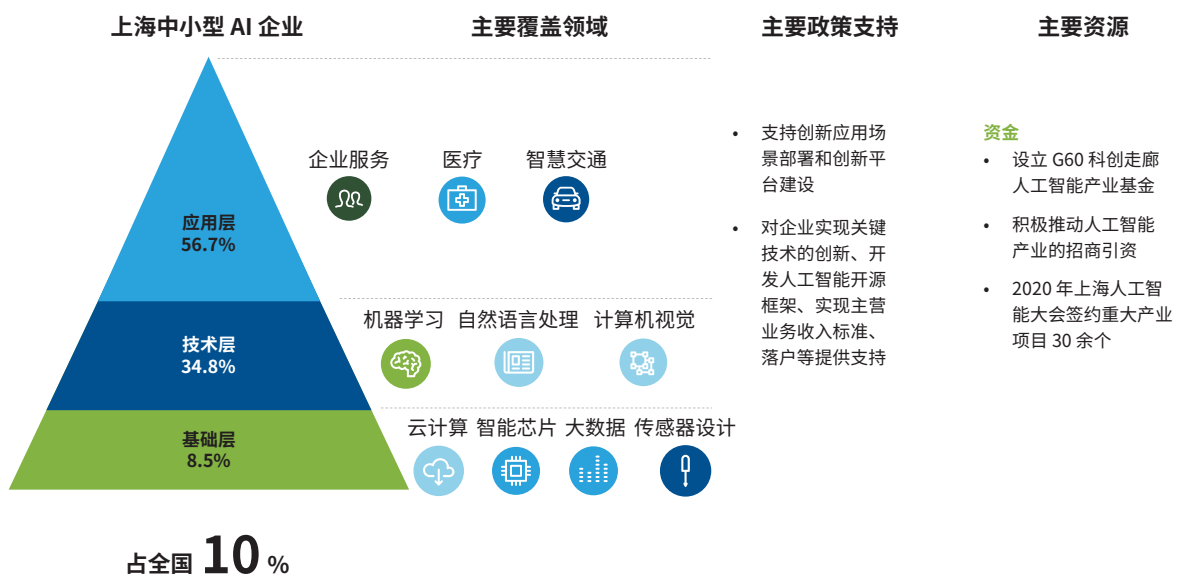 上海中小型 AI 企业
主要覆盖领域
主要政策支持
主要资源
应用层
56.7%
技术层
34.8%
基础层
8.5%
占全国 10 %
企业服务
医疗
智慧交通
机器学习
自然语言处理
计算机视觉
云计算
智能芯片
大数据
传感器设计
• 支持创新应用场
景部署和创新平
台建设
• 对企业实现关键
技术的创新、开
发人工智能开源
框架、实现主营
业务收入标准、
落户等提供支持
资金
• 设立 G60 科创走廊
人工智能产业基金
• 积极推动人工智能
产业的招商引资
• 2020 年上海人工智
能大会签约重大产业
项目 30 余个